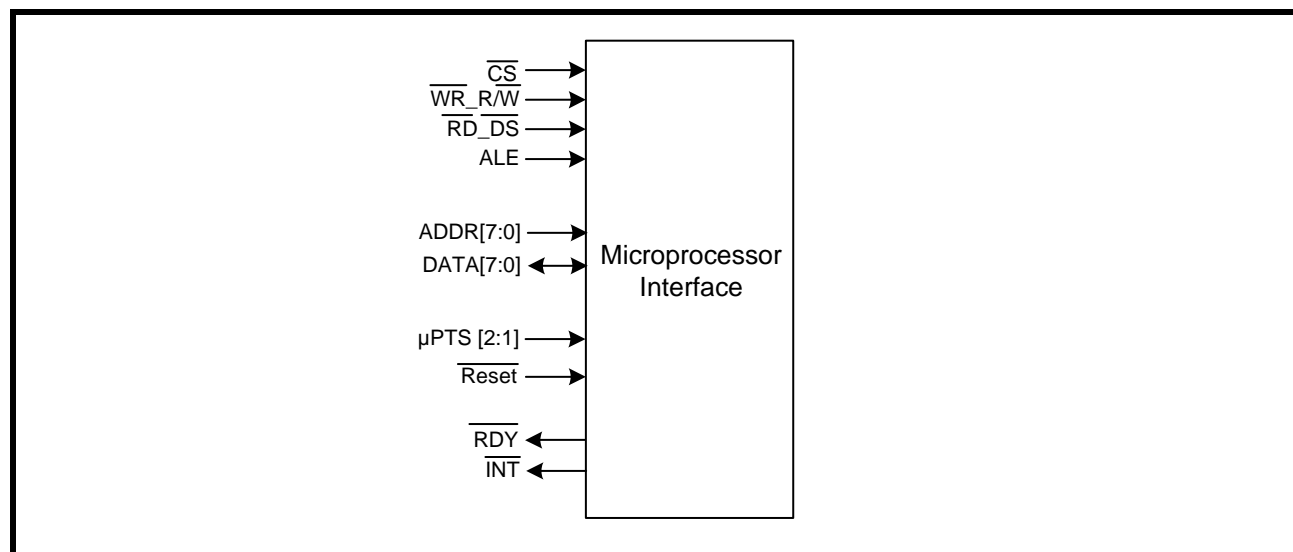 CS
WR_R/W
RD_DS
ALE
ADDR[7:0]
DATA[7:0]
µPTS [2:1]
Reset
RDY
INT
Microprocessor
Interface